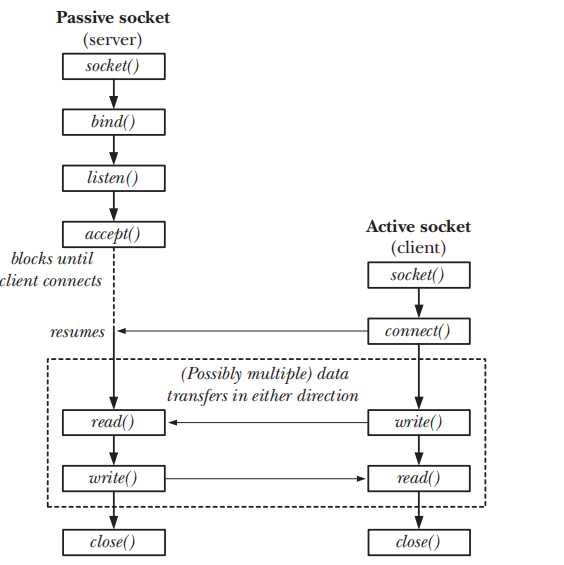 Passive socket
(server)
socket()
bind()
listen()
accept()
blocks until
client connects
resumes
Active socket
(client)
socket()
connect()
(Possibly multiple) data
transfers in either direction
read()
write()
write()
read()
close()
close()